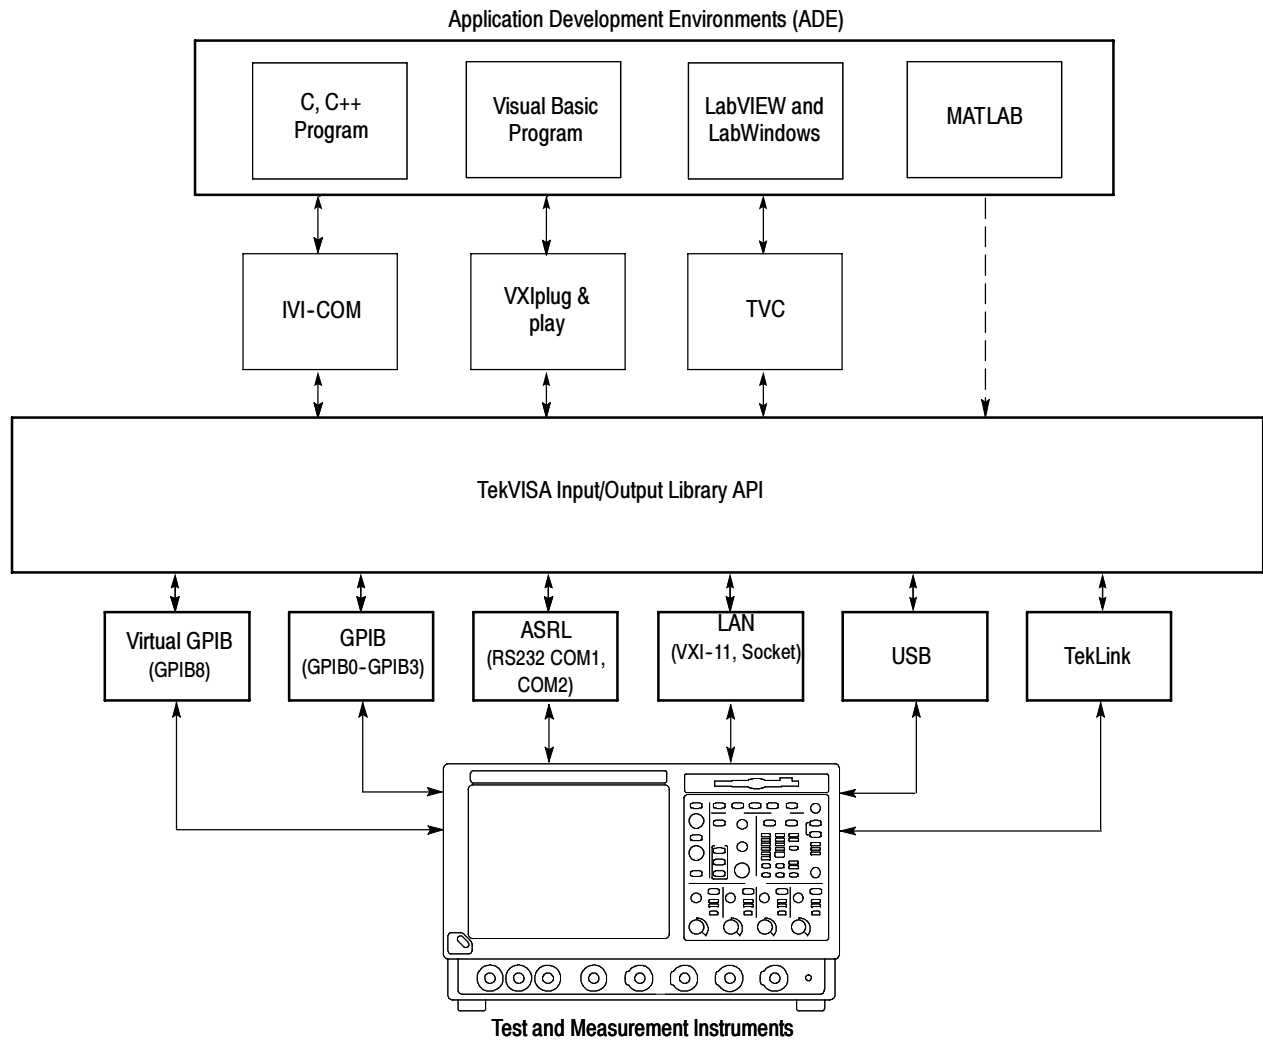 Application Development Environments (ADE)
C, C++
Program
Visual Basic
Program
LabVIEW and
LabWindows
MATLAB
IVI-COM
VXIplug &
play
TVC
TekVISA Input/Output Library API
Virtual GPIB
(GPIB8)
GPIB
(GPIB0-GPIB3)
ASRL
(RS232 COM1,
COM2)
LAN
(VXI-11, Socket)
USB
TekLink
Test and Measurement Instruments